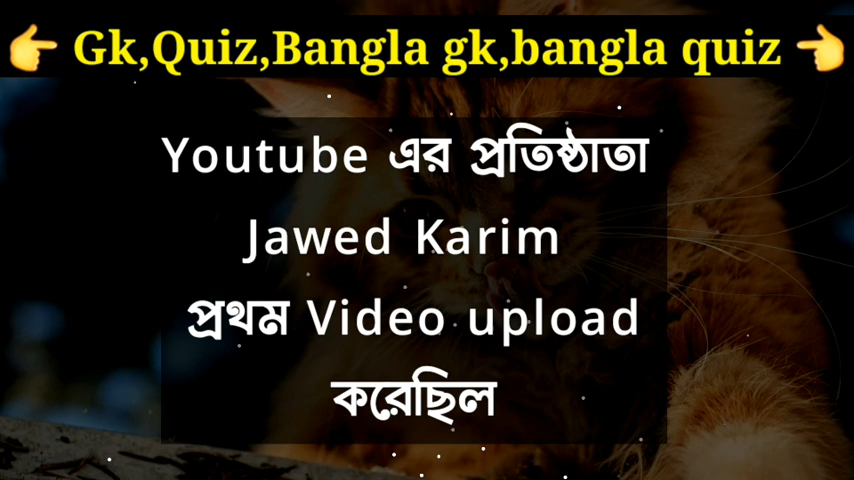 👉 Gk,Quiz,Bangla gk,bangla quiz 👈
Youtube এর প্রতিষ্ঠাতা
Jawed Karim
প্রথম Video upload
করেছিল